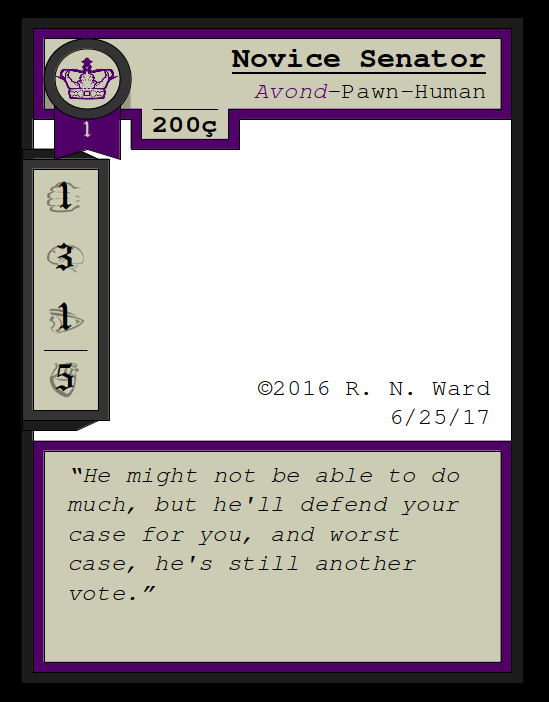 Novice Senator
Avond–Pawn–Human
1
200ç
1
3
1
5
©2016 R. N. Ward
6/25/17
“He might not be able to do
much, but he'll defend your
case for you, and worst
case, he's still another
vote.”